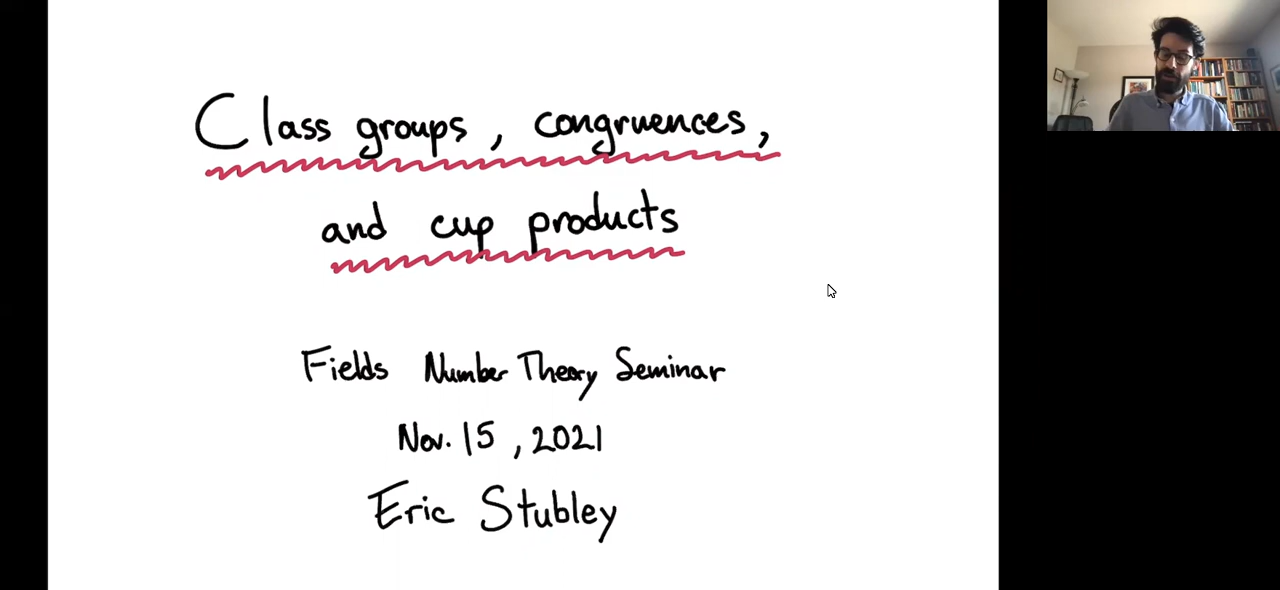 Class groups, congruences,
and cup products
Fields Number Theory Seminar
Nov. 15, 2021
Eric Stubley